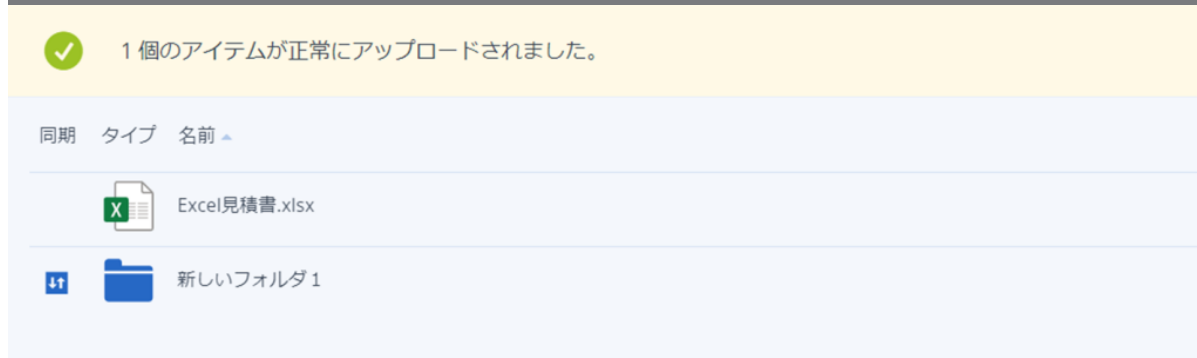 1 個のアイテムが正常にアップロードされました。
同期 タイプ 名前
Excel見積書.xlsx
新しいフォルダ 1